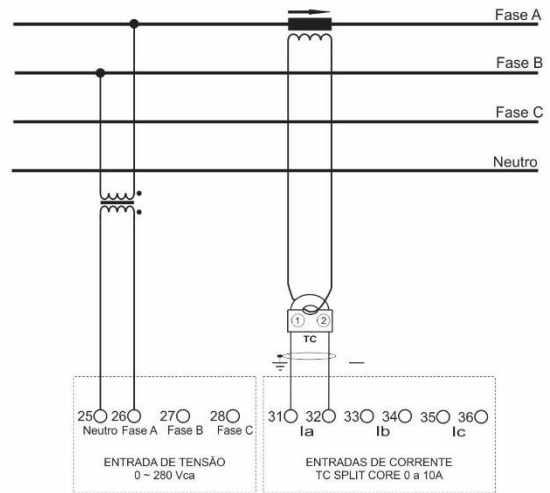 Fase A
Fase B
Fase C
Neutro
1 2
TC
25 26 27 28
Neutro Fase A Fase B Fase C
ENTRADA DE TENSÃO
0 ~ 280 Vca
31 32 33 34 35 36
Ia Ib Ic
ENTRADAS DE CORRENTE
TC SPLIT CORE 0 a 10A